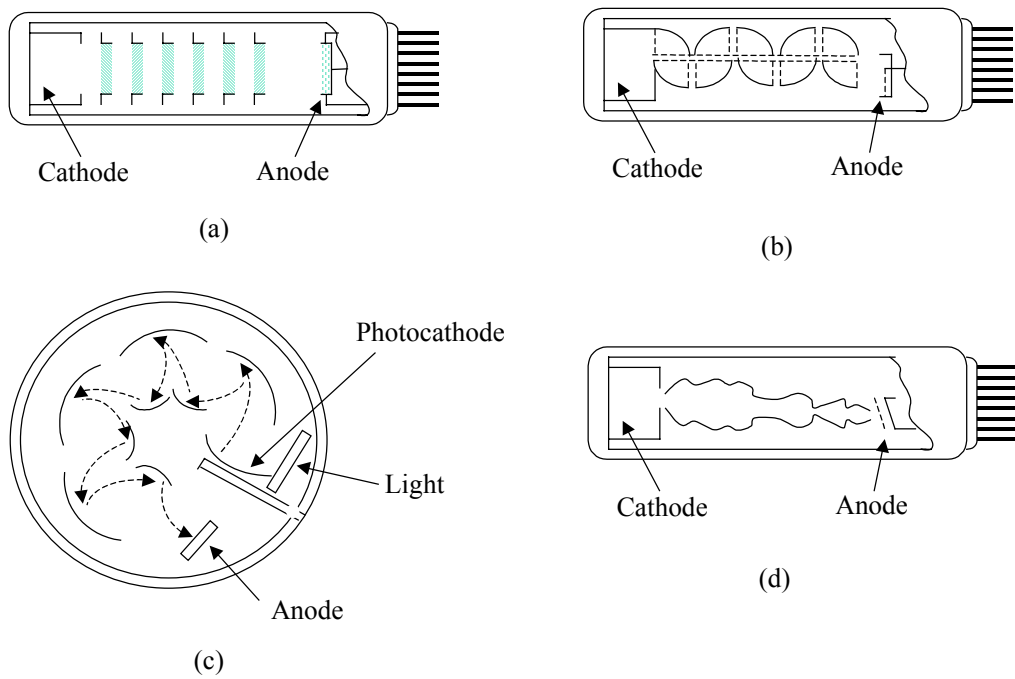 Cathode
Anode
(a)
Cathode
Anode
(b)
Photocathode
Light
Anode
(c)
Cathode
Anode
(d)